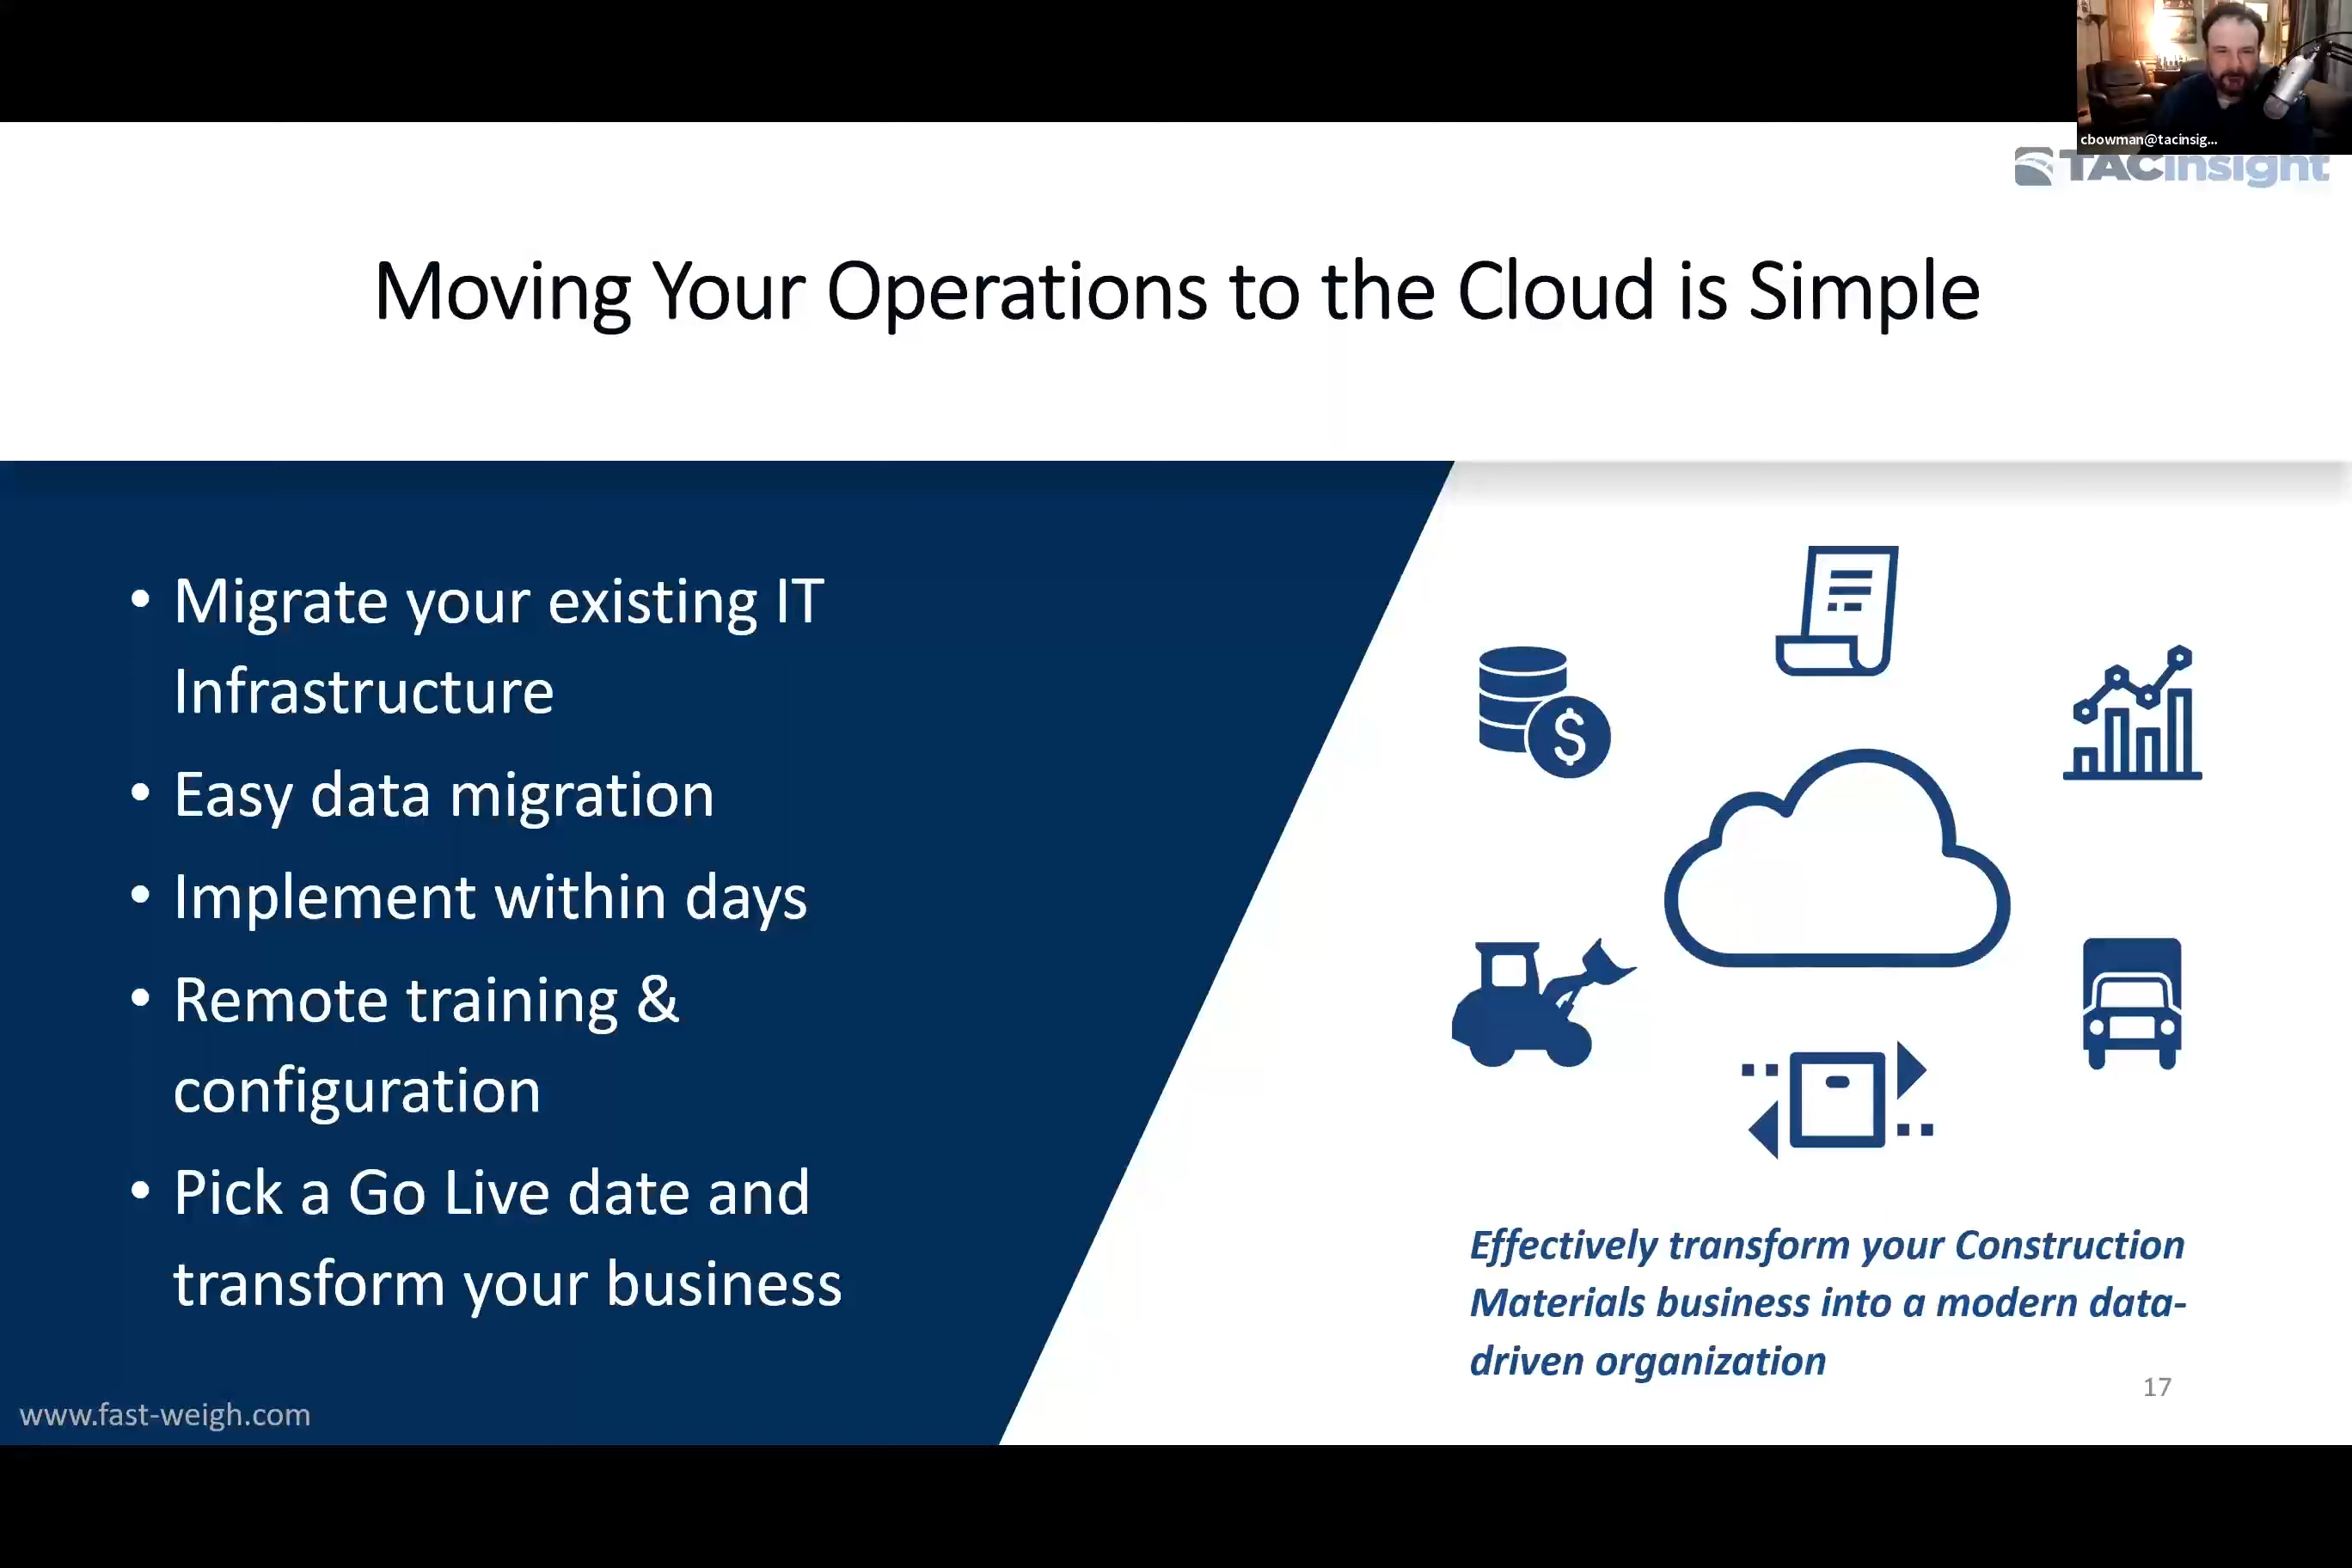 cbowman@tacinsig...
TACinsight
Moving Your Operations to the Cloud is Simple
• Migrate your existing IT
Infrastructure
• Easy data migration
• Implement within days
• Remote training &
configuration
• Pick a Go Live date and
transform your business
$
Effectively transform your Construction
Materials business into a modern data-
driven organization
17
www.fast-weigh.com